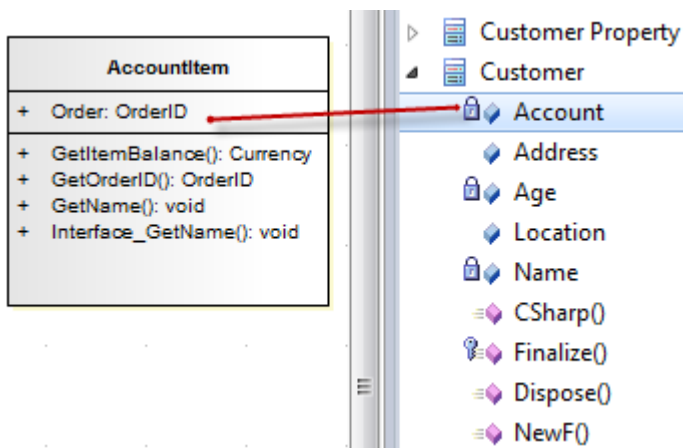 AccountItem
+ Order: OrderID
+ GetItemBalance(): Currency
+ GetOrderID(): OrderID
+ GetName(): void
+ Interface_GetName(): void
Customer Property
Customer
Account
Address
Age
Location
Name
CSharp()
Finalize()
Dispose()
NewF()